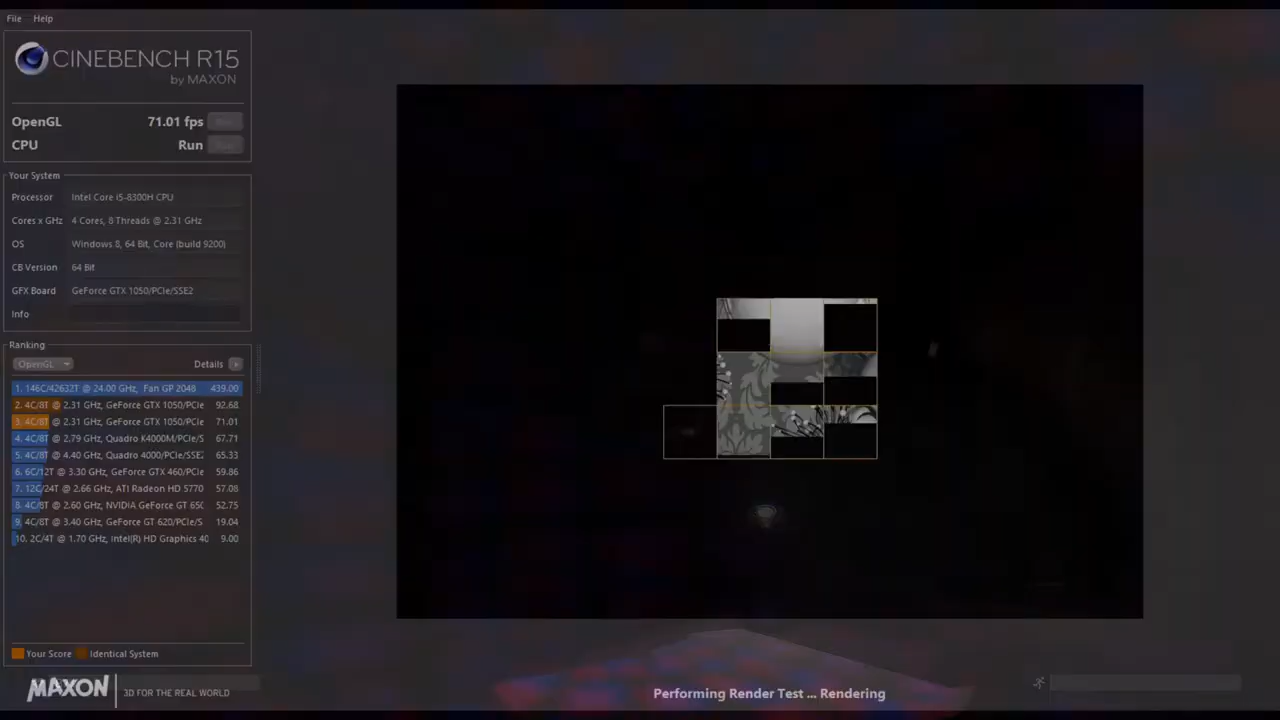 File Help
CINEBENCH R15
by MAXON
OpenGL 71.01 fps
CPU Run
Your System
Processor Intel Core i5-8300H CPU
Cores x GHz 4 Cores, 8 Threads @ 2.31 GHz
OS Windows 8, 64 Bit, Core (build 9200)
CB Version 64 Bit
GFX Board GeForce GTX 1050/PCIe/SSE2
Info
Ranking
OpenGL Details
1. 146C/42632T @ 24.00 GHz, Fan GP 2048 439.00
2. 4C/8T @ 2.31 GHz, GeForce GTX 1050/PCIe 92.68
3. 4C/8T @ 2.31 GHz, GeForce GTX 1050/PCIe 71.01
4. 4C/8T @ 2.79 GHz, Quadro K4000M/PCIe/S 67.71
5. 4C/8T @ 4.40 GHz, Quadro 4000/PCIe/SSE2 65.33
6. 6C/12T @ 3.30 GHz, GeForce GTX 460/PCIe 59.86
7. 12C/24T @ 2.66 GHz, ATI Radeon HD 5770 57.08
8. 4C/8T @ 2.60 GHz, NVIDIA GeForce GT 650 52.75
9. 4C/8T @ 3.40 GHz, GeForce GT 620/PCIe/S 19.04
10. 2C/4T @ 1.70 GHz, Intel(R) HD Graphics 40 9.00
Your Score Identical System
MAXON 3D FOR THE REAL WORLD
Performing Render Test ... Rendering